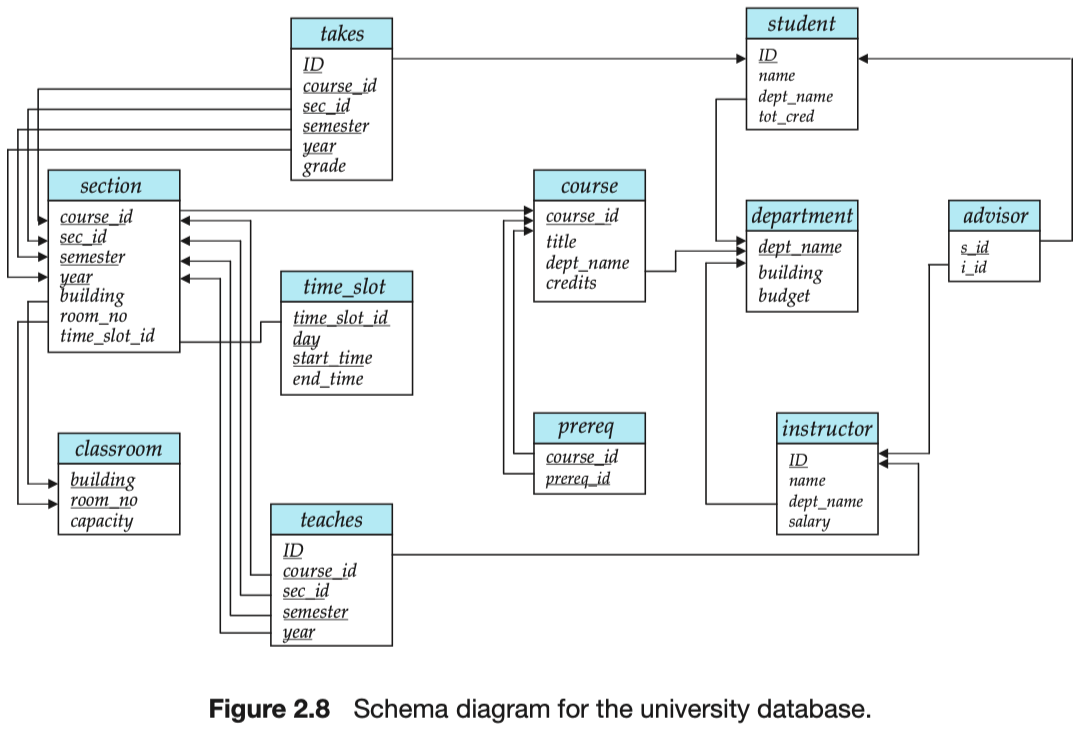 takes
ID
course_id
sec_id
semester
year
grade
student
ID
name
dept_name
tot_cred
section
course_id
sec_id
semester
year
building
room_no
time_slot_id
course
course_id
title
dept_name
credits
department
dept_name
building
budget
advisor
s_id
i_id
time_slot
time_slot_id
day
start_time
end_time
prereq
course_id
prereq_id
instructor
ID
name
dept_name
salary
classroom
building
room_no
capacity
teaches
ID
course_id
sec_id
semester
year
Figure 2.8 Schema diagram for the university database.